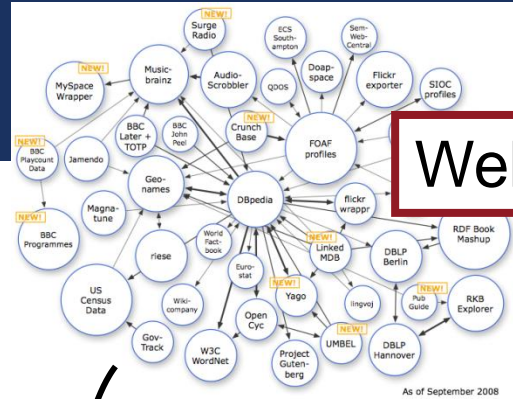 NEW!
Surge
Radio
ECS
South-
ampton
Sem-
Web-
Central
NEW!
MySpace
Wrapper
Music-
brainz
Audio-
Scrobbler
QDOS
Doap-
space
Flickr
exporter
SIOC
profiles
NEW!
BBC
Playcount
Data
Jamendo
BBC
Later +
TOTP
BBC
John
Peel
NEW!
Crunch
Base
FOAF
profiles
Geo-
names
DBpedia
flickr
wrappr
NEW!
BBC
Programmes
Magna-
tune
riese
World
Fact-
book
Euro-
stat
NEW!
Linked
MDB
DBLP
Berlin
RDF Book
Mashup
US
Census
Data
Gov-
Track
Wiki-
company
W3C
WordNet
Open
Cyc
NEW!
Yago
lingvoj
NEW!
Pub
Guide
RKB
Explorer
Project
Guten-
berg
NEW!
UMBEL
DBLP
Hannover
As of September 2008